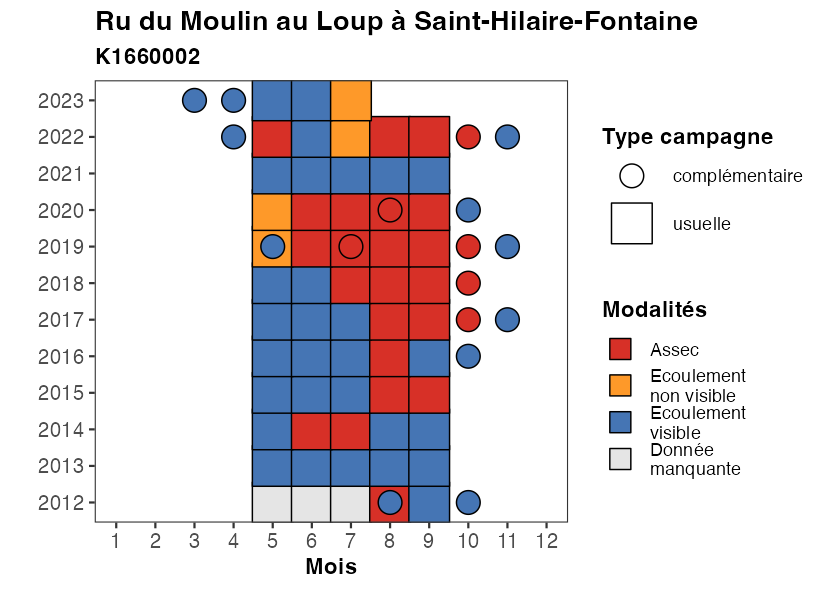 Ru du Moulin au Loup à Saint-Hilaire-Fontaine
K1660002
2023
2022
2021
2020
2019
2018
2017
2016
2015
2014
2013
2012
1 2 3 4 5 6 7 8 9 10 11 12
Mois
Type campagne
complémentaire
usuelle
Modalités
Assec
Ecoulement
non visible
Ecoulement
visible
Donnée
manquante